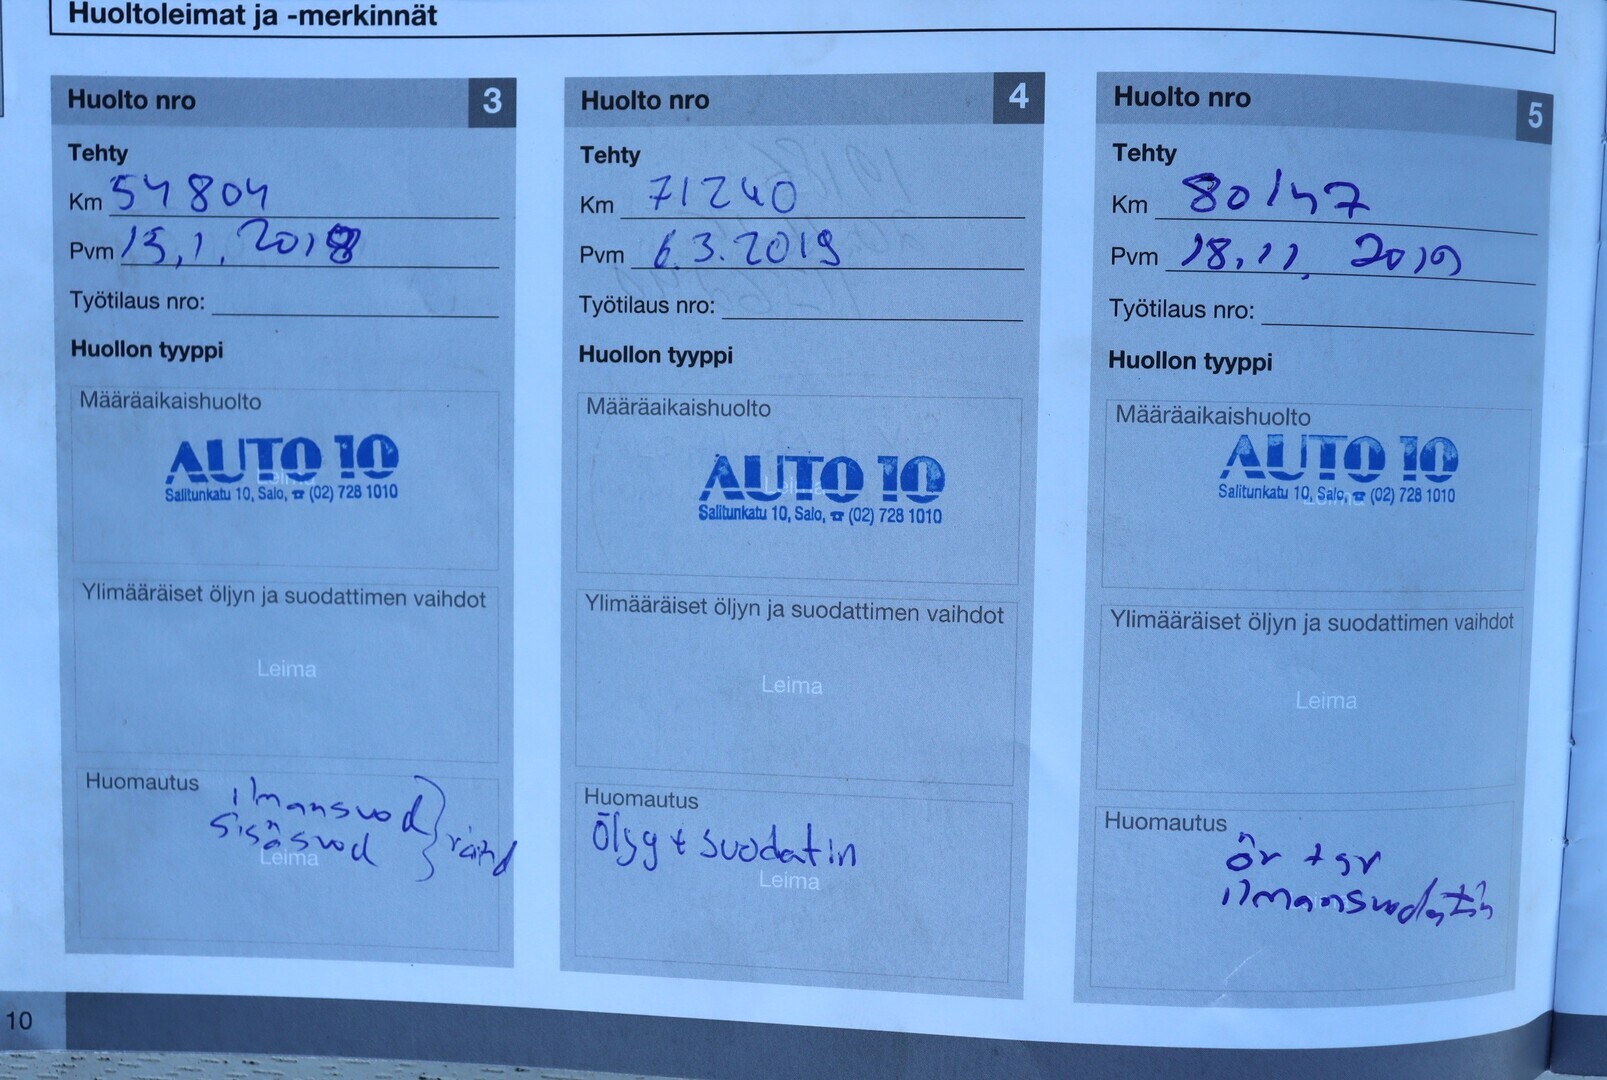 Huoltoleimat ja -merkinnät
Huolto nro 3
Tehty
Km 54804
Pvm 15.1.2018
Työtilaus nro:
Huollon tyyppi
Määräaikaishuolto
Leima
AUTO 10
Salitunkatu 10, Salo, ☎ (02) 728 1010
Ylimääräiset öljyn ja suodattimen vaihdot
Leima
Huomautus
ilmansuod
sisäsuod
Leima
Huolto nro 4
Tehty
Km 71240
Pvm 6.3.2019
Työtilaus nro:
Huollon tyyppi
Määräaikaishuolto
Leima
AUTO 10
Salitunkatu 10, Salo, ☎ (02) 728 1010
Ylimääräiset öljyn ja suodattimen vaihdot
Leima
Huomautus
Öljy + suodatin
Leima
Huolto nro 5
Tehty
Km 80147
Pvm 18.11.2019
Työtilaus nro:
Huollon tyyppi
Määräaikaishuolto
AUTO 10
Salitunkatu 10, Salo, ☎ (02) 728 1010
Leima
Ylimääräiset öljyn ja suodattimen vaihdot
Leima
Huomautus
ilmansuodatin
10